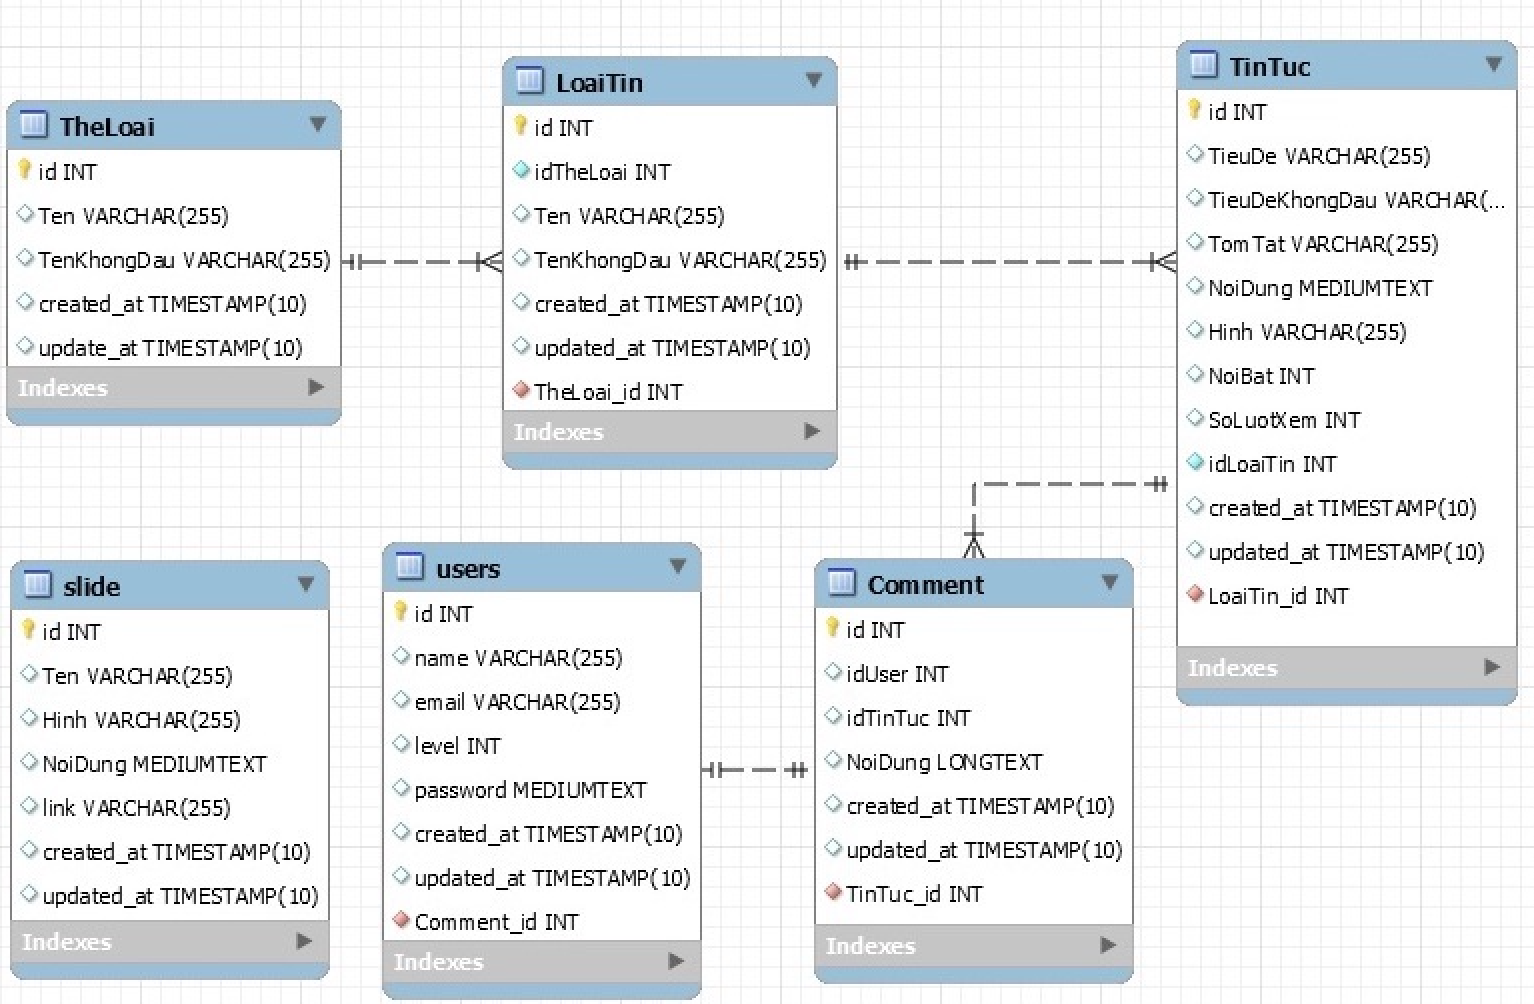 TheLoai
id INT
Ten VARCHAR(255)
TenKhongDau VARCHAR(255)
created_at TIMESTAMP(10)
update_at TIMESTAMP(10)
Indexes
LoaiTin
id INT
idTheLoai INT
Ten VARCHAR(255)
TenKhongDau VARCHAR(255)
created_at TIMESTAMP(10)
updated_at TIMESTAMP(10)
TheLoai_id INT
Indexes
TinTuc
id INT
TieuDe VARCHAR(255)
TieuDeKhongDau VARCHAR(...
TomTat VARCHAR(255)
NoiDung MEDIUMTEXT
Hinh VARCHAR(255)
NoiBat INT
SoLuotXem INT
idLoaiTin INT
created_at TIMESTAMP(10)
updated_at TIMESTAMP(10)
LoaiTin_id INT
Indexes
slide
id INT
Ten VARCHAR(255)
Hinh VARCHAR(255)
NoiDung MEDIUMTEXT
link VARCHAR(255)
created_at TIMESTAMP(10)
updated_at TIMESTAMP(10)
Indexes
users
id INT
name VARCHAR(255)
email VARCHAR(255)
level INT
password MEDIUMTEXT
created_at TIMESTAMP(10)
updated_at TIMESTAMP(10)
Comment_id INT
Indexes
Comment
id INT
idUser INT
idTinTuc INT
NoiDung LONGTEXT
created_at TIMESTAMP(10)
updated_at TIMESTAMP(10)
TinTuc_id INT
Indexes